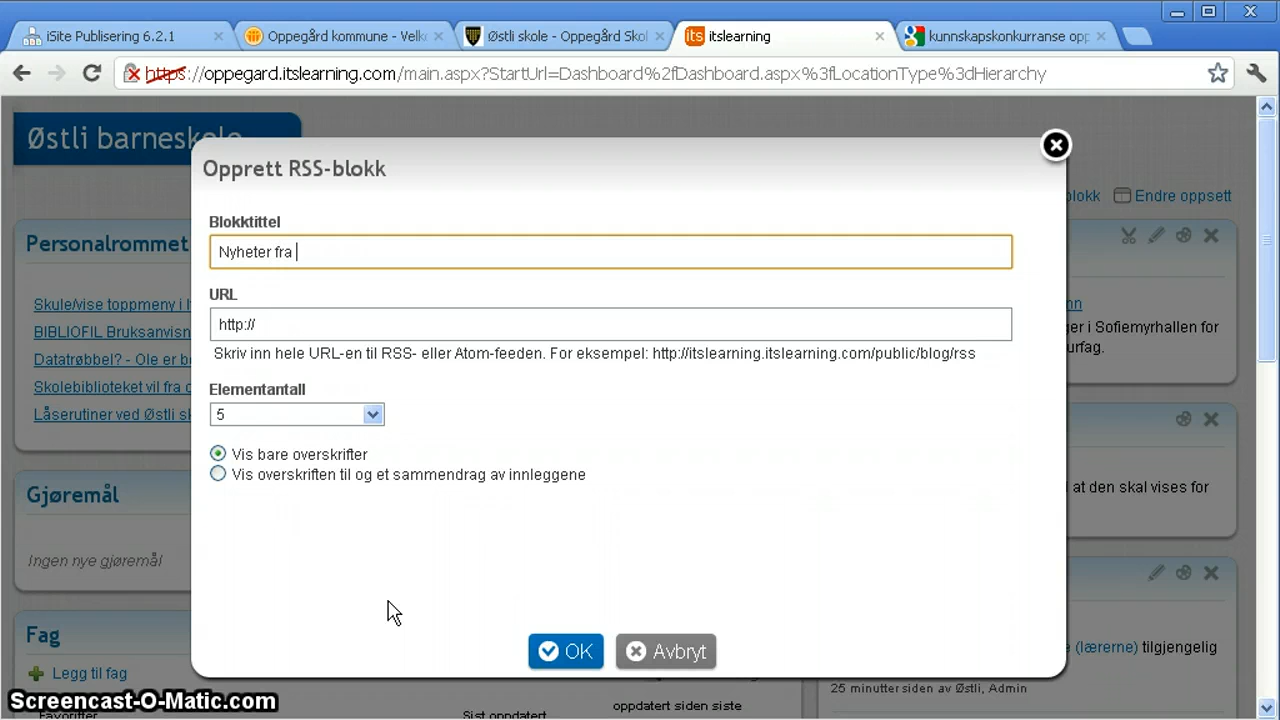 iSite Publisering 6.2.1
Oppegård kommune - Velk
Østli skole - Oppegård Skol
its itslearning
kunnskapskonkurranse opp
https://oppegard.itslearning.com/main.aspx?StartUrl=Dashboard%2fDashboard.aspx%3fLocationType%3dHierarchy
Østli barneskole
Opprett RSS-blokk
blokk
Endre oppsett
Blokktittel
Personalrommet
Nyheter fra
URL
Skule/vise toppmeny i h
nn
http://
BIBLIOFIL Bruksanvisn
er i Sofiemyrhallen for
urfag.
Skriv inn hele URL-en til RSS- eller Atom-feeden. For eksempel: http://itslearning.itslearning.com/public/blog/rss
Datatrøbbel? - Ole er b
Skolebiblioteket vil fra d
Elementantall
Låserutiner ved Østli sk
5
Vis bare overskrifter
Vis overskriften til og et sammendrag av innleggene
Gjøremål
at den skal vises for
Ingen nye gjøremål
Fag
OK
Avbryt
e (lærerne) tilgjengelig
Legg til fag
25 minutter siden av Østli, Admin
Screencast-O-Matic.com
oppdatert siden siste
Favoritter
Sist oppdatert